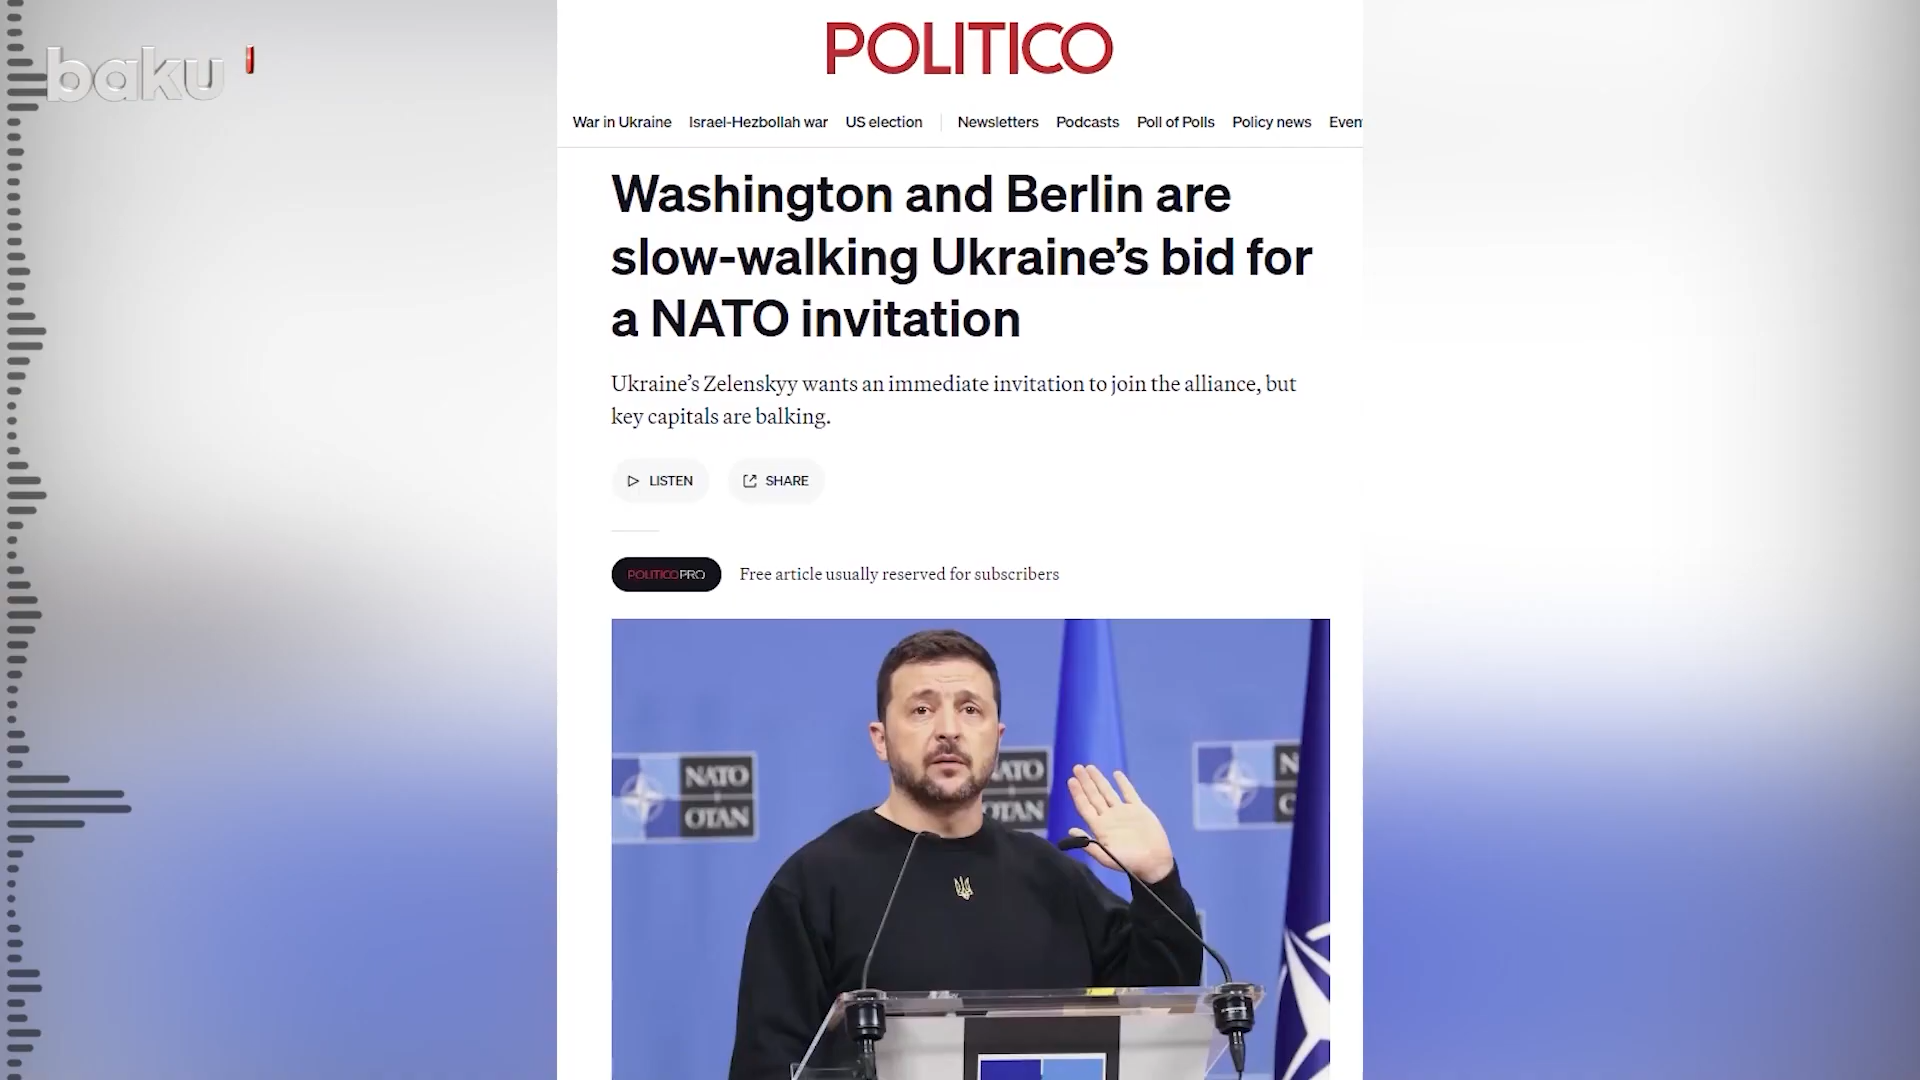 baku
POLITICO
War in Ukraine Israel-Hezbollah war US election Newsletters Podcasts Poll of Polls Policy news Even
Washington and Berlin are
slow-walking Ukraine’s bid for
a NATO invitation
Ukraine’s Zelenskyy wants an immediate invitation to join the alliance, but
key capitals are balking.
LISTEN SHARE
POLITICOPRO Free article usually reserved for subscribers
NATO
OTAN
NATO
OTAN
N
O